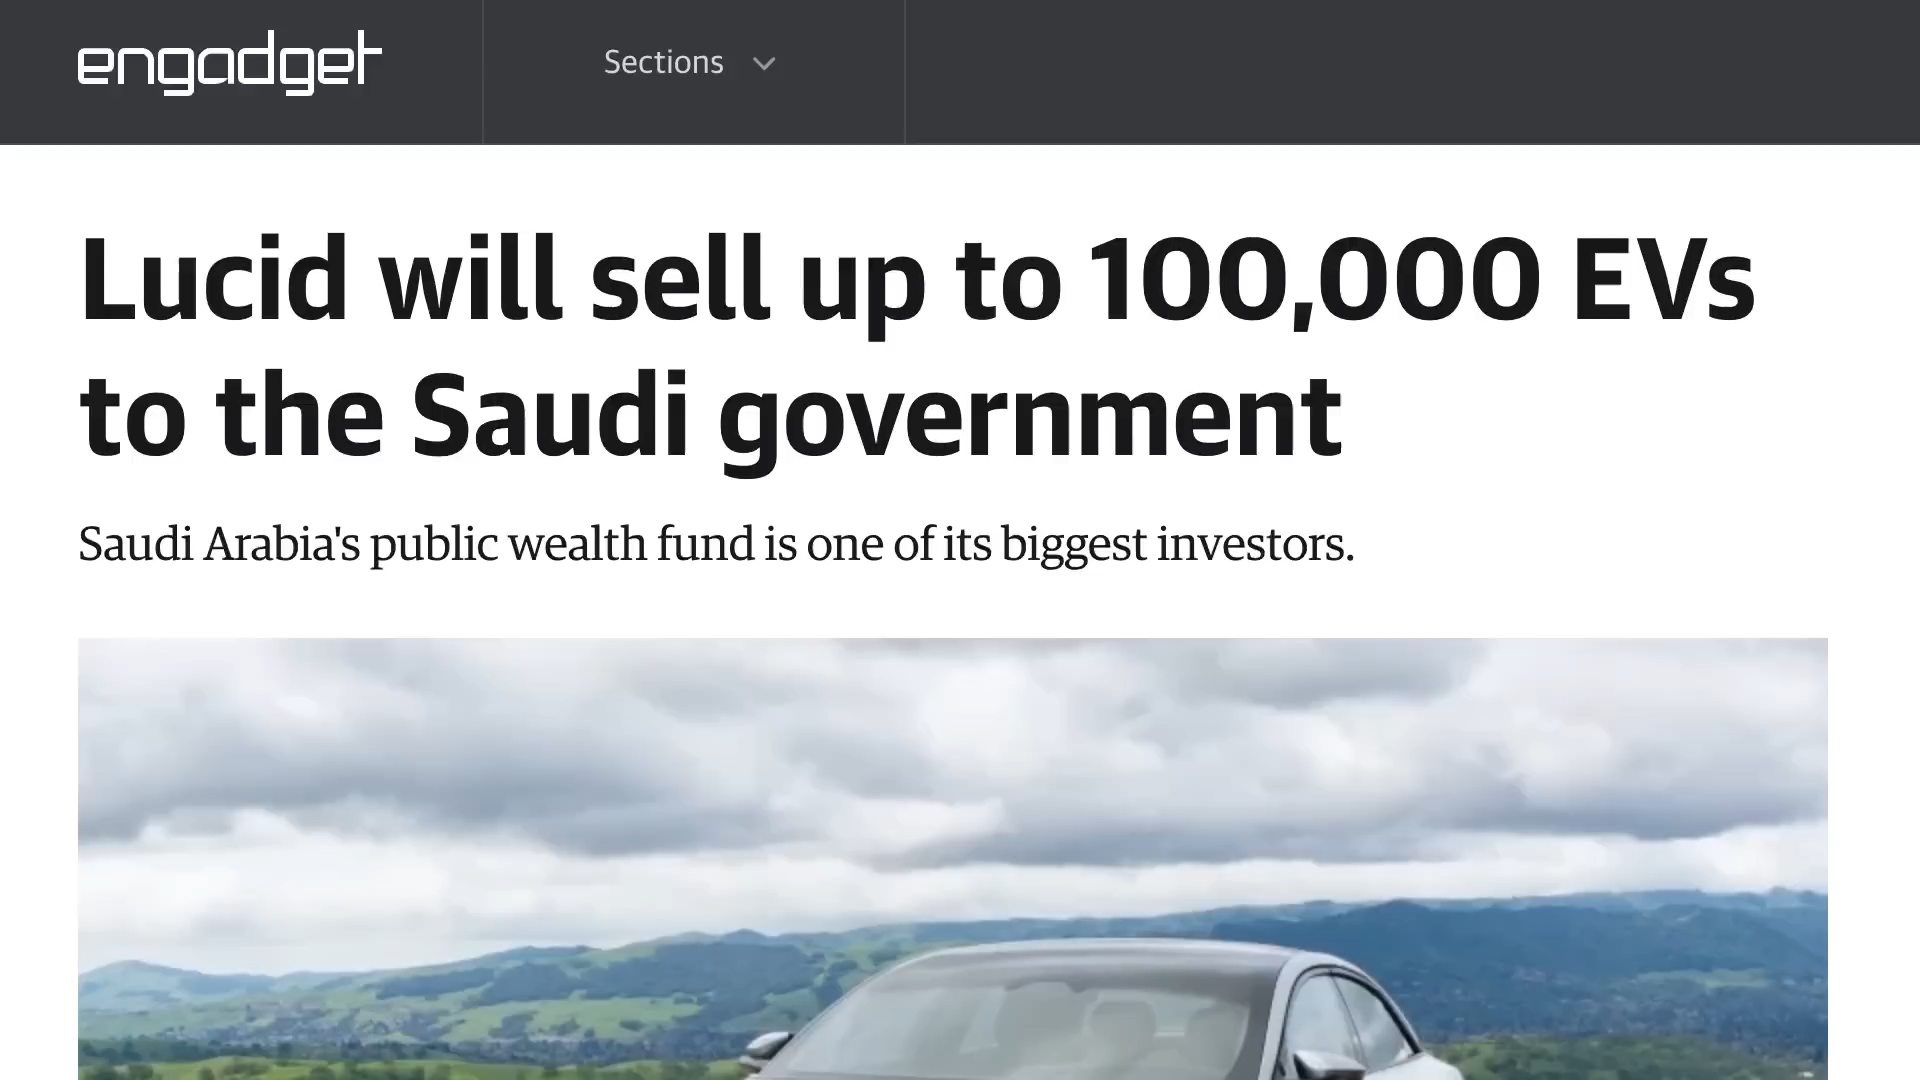 engadget
Sections
Lucid will sell up to 100,000 EVs
to the Saudi government
Saudi Arabia's public wealth fund is one of its biggest investors.